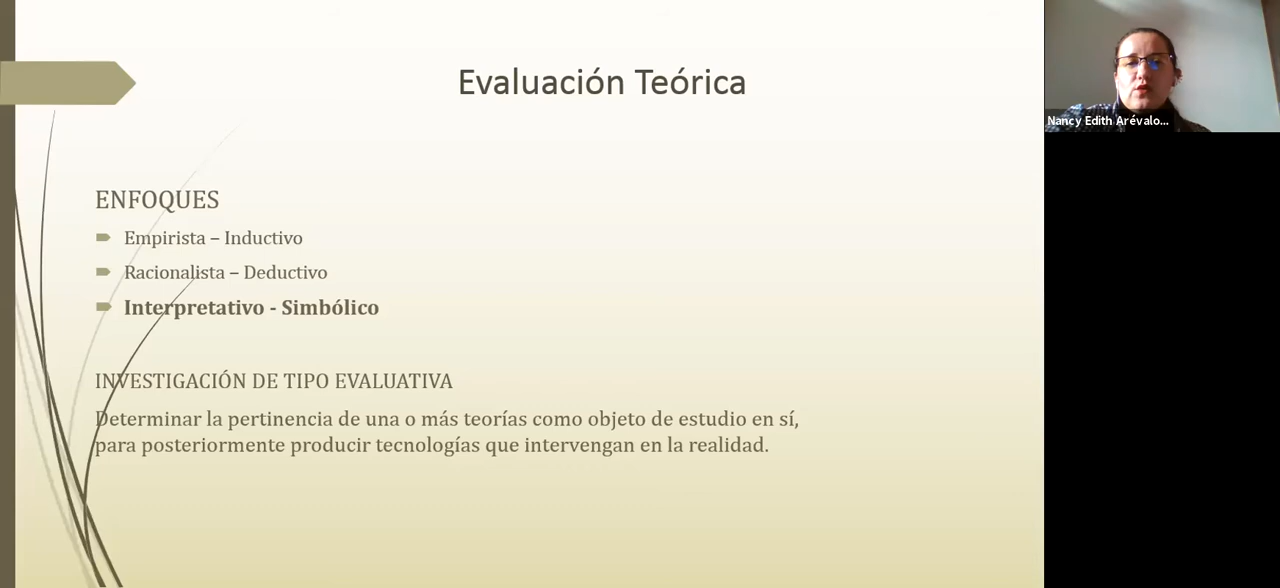 Evaluación Teórica
ENFOQUES
Empirista – Inductivo
Racionalista – Deductivo
Interpretativo - Simbólico
INVESTIGACIÓN DE TIPO EVALUATIVA
Determinar la pertinencia de una o más teorías como objeto de estudio en sí,
para posteriormente producir tecnologías que intervengan en la realidad.
Nancy Edith Arévalo...